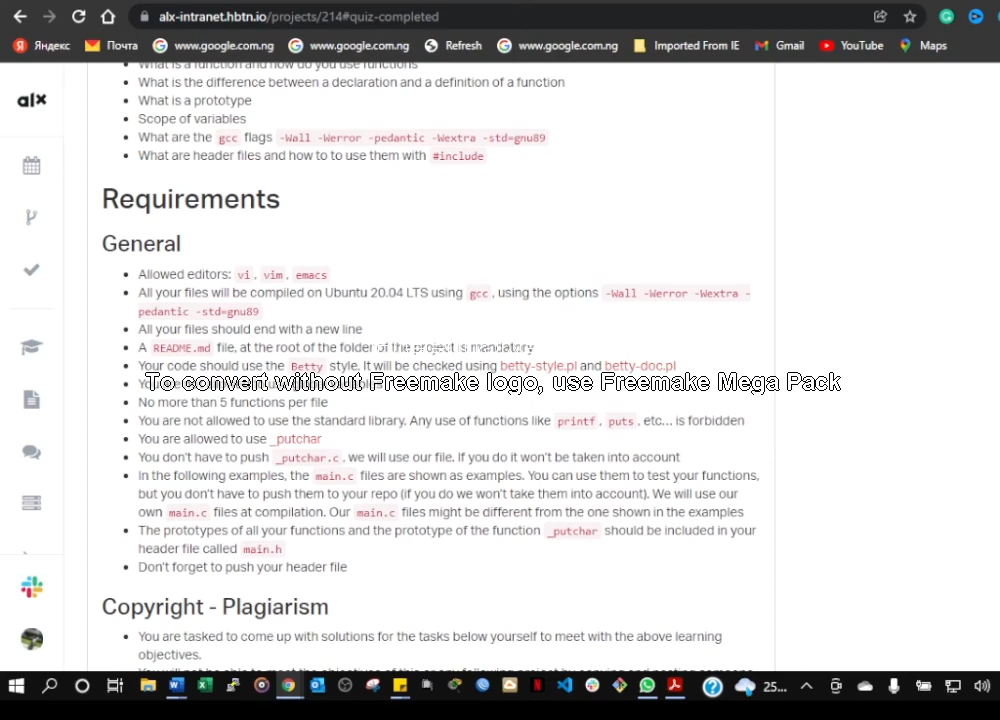 alx-intranet.hbtn.io/projects/214#quiz-completed
Яндекс Почта www.google.com.ng www.google.com.ng Refresh www.google.com.ng Imported From IE Gmail YouTube Maps
What is a function and how do you use functions
What is the difference between a declaration and a definition of a function
alx
What is a prototype
Scope of variables
What are the gcc flags -Wall -Werror -pedantic -Wextra -std=gnu89
What are header files and how to to use them with #include
Requirements
General
Allowed editors: vi, vim, emacs
All your files will be compiled on Ubuntu 20.04 LTS using gcc, using the options -Wall -Werror -Wextra -
pedantic -std=gnu89
All your files should end with a new line
A README.md file, at the root of the folder of the project is mandatory
Your code should use the Betty style. It will be checked using betty-style.pl and betty-doc.pl
To convert without Freemake logo, use Freemake Mega Pack
No more than 5 functions per file
You are not allowed to use the standard library. Any use of functions like printf, puts, etc... is forbidden
You are allowed to use _putchar
You don't have to push _putchar.c, we will use our file. If you do it won't be taken into account
In the following examples, the main.c files are shown as examples. You can use them to test your functions,
but you don't have to push them to your repo (if you do we won't take them into account). We will use our
own main.c files at compilation. Our main.c files might be different from the one shown in the examples
The prototypes of all your functions and the prototype of the function _putchar should be included in your
header file called main.h
Don't forget to push your header file
Copyright - Plagiarism
You are tasked to come up with solutions for the tasks below yourself to meet with the above learning
objectives.
25...